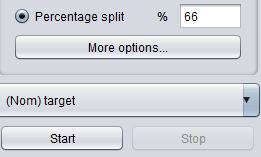 Percentage split % 66
More options...
(Nom) target
Start Stop